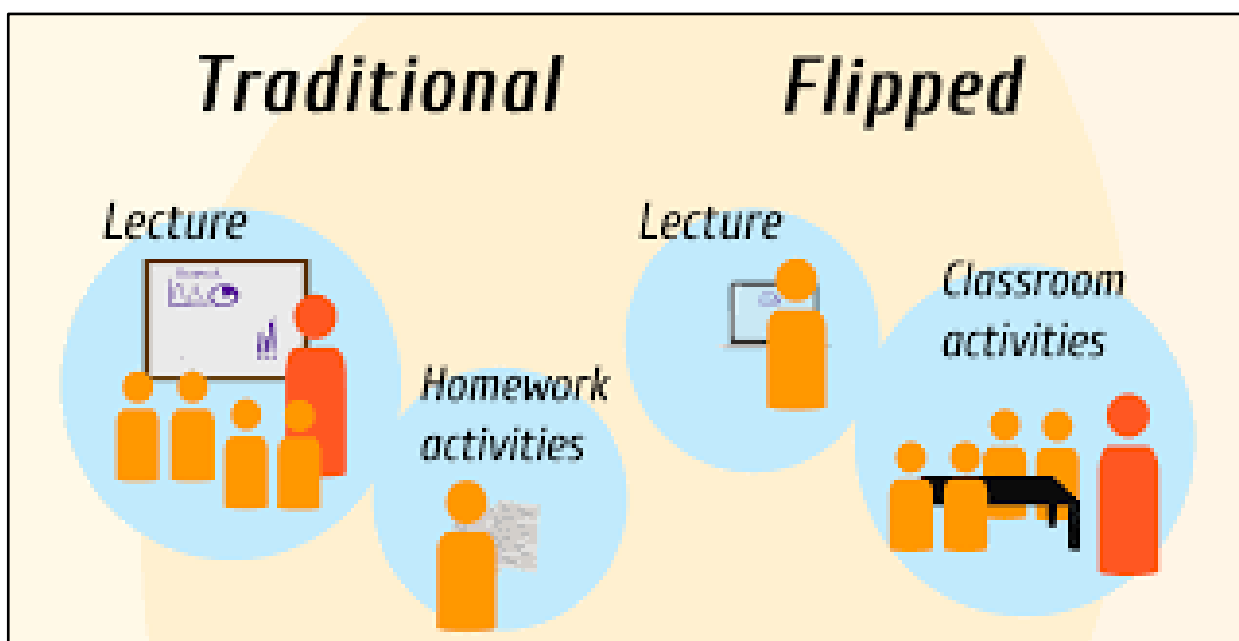 Traditional
Flipped
Lecture
Homework
activities
Lecture
Classroom
activities